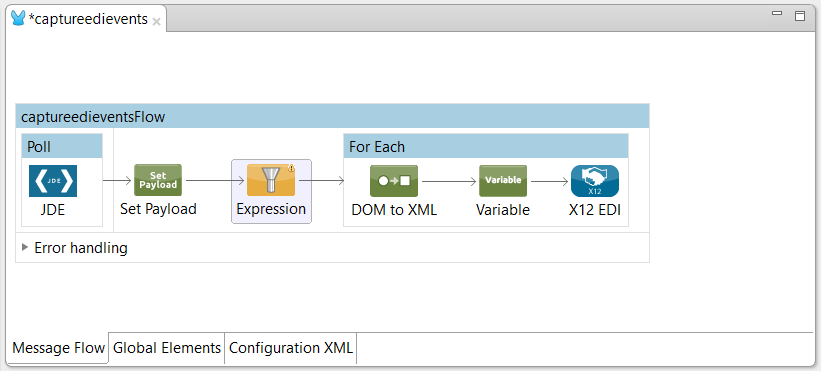 *captureedievents
captureedieventsFlow
Poll
For Each
JDE
Set
Payload
Variable
X12
JDE
Set Payload
Expression
DOM to XML
Variable
X12 EDI
Error handling
Message Flow
Global Elements
Configuration XML